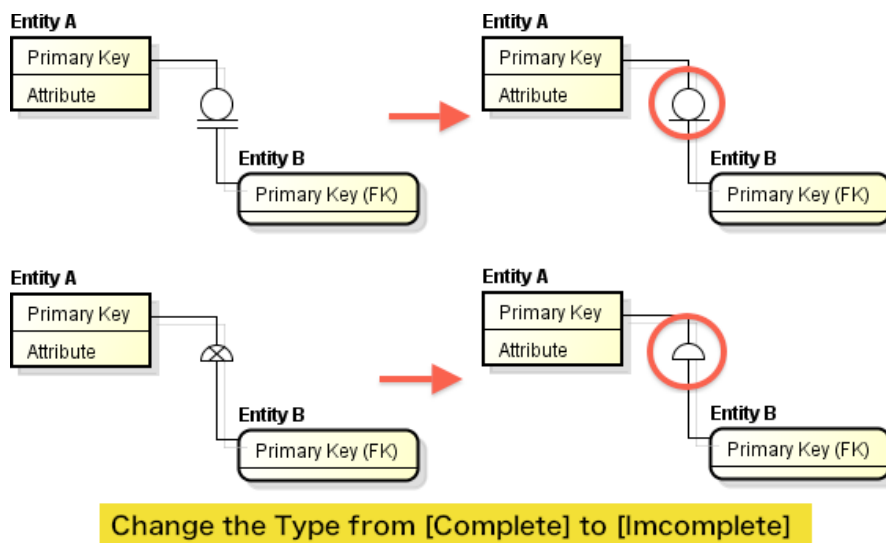 Entity A
Entity A
Primary Key
Primary Key
Attribute
Attribute
Entity B
Entity B
Primary Key (FK)
Primary Key (FK)
Entity A
Entity A
Primary Key
Primary Key
Attribute
Attribute
Entity B
Entity B
Primary Key (FK)
Primary Key (FK)
Change the Type from [Complete] to [Imcomplete]